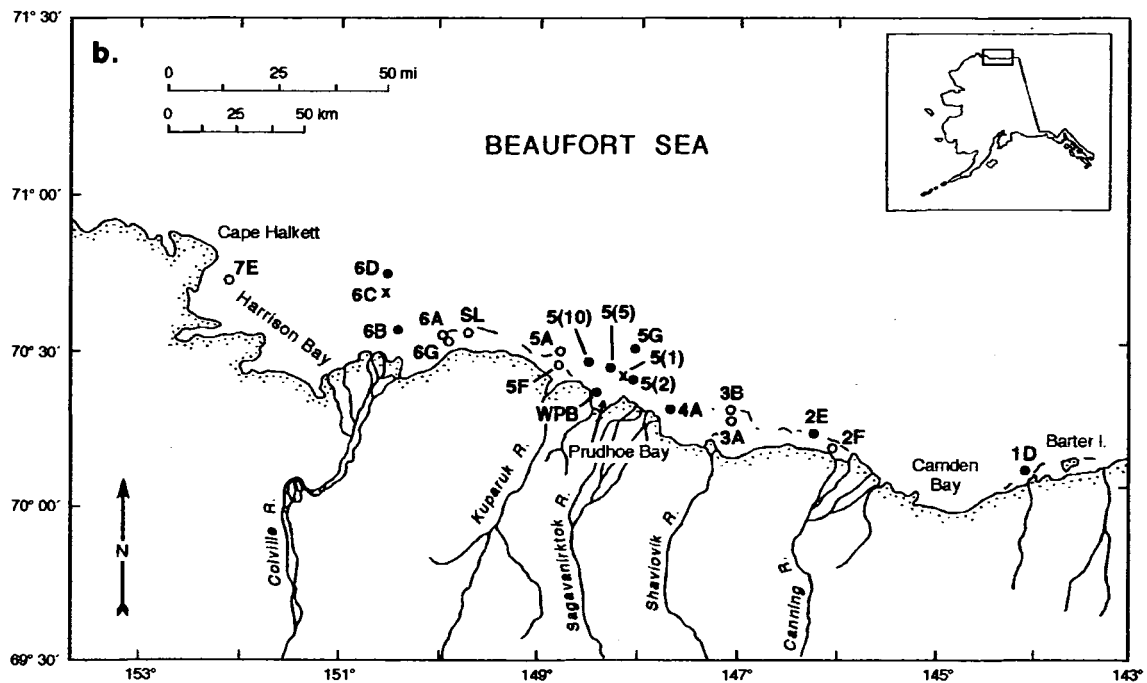 71° 30′
b.
0 25 50 mi
0 25 50 km
BEAUFORT SEA
71° 00′
Cape Halkett
7E
Harrison Bay
6D
6C
6B
6A
SL
6G
5(10)
5(5)
5A
5G
5(1)
5F
5(2)
70° 30′
WPB
4A
3B
3A
2E
2F
Prudhoe Bay
1D
Barter I.
Camden
Bay
70° 00′
N
Colville R.
Kuparuk R.
Sagavanirktok R.
Shaviovik R.
Canning R.
69° 30′
153° 151° 149° 147° 145° 143°